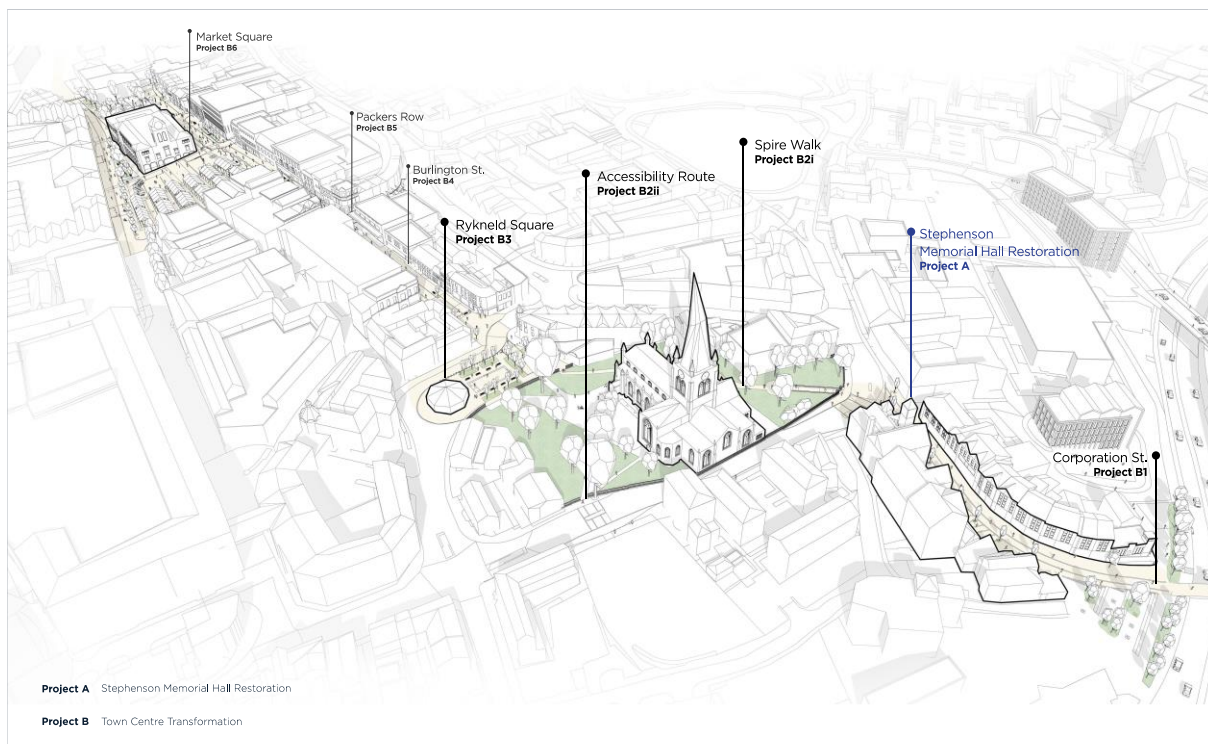 Market Square
Project B6
Packers Row
Project B5
Burlington St.
Project B4
Rykneld Square
Project B3
Accessibility Route
Project B2ii
Spire Walk
Project B2i
Stephenson
Memorial Hall Restoration
Project A
Corporation St.
Project B1
Project A Stephenson Memorial Hall Restoration
Project B Town Centre Transformation